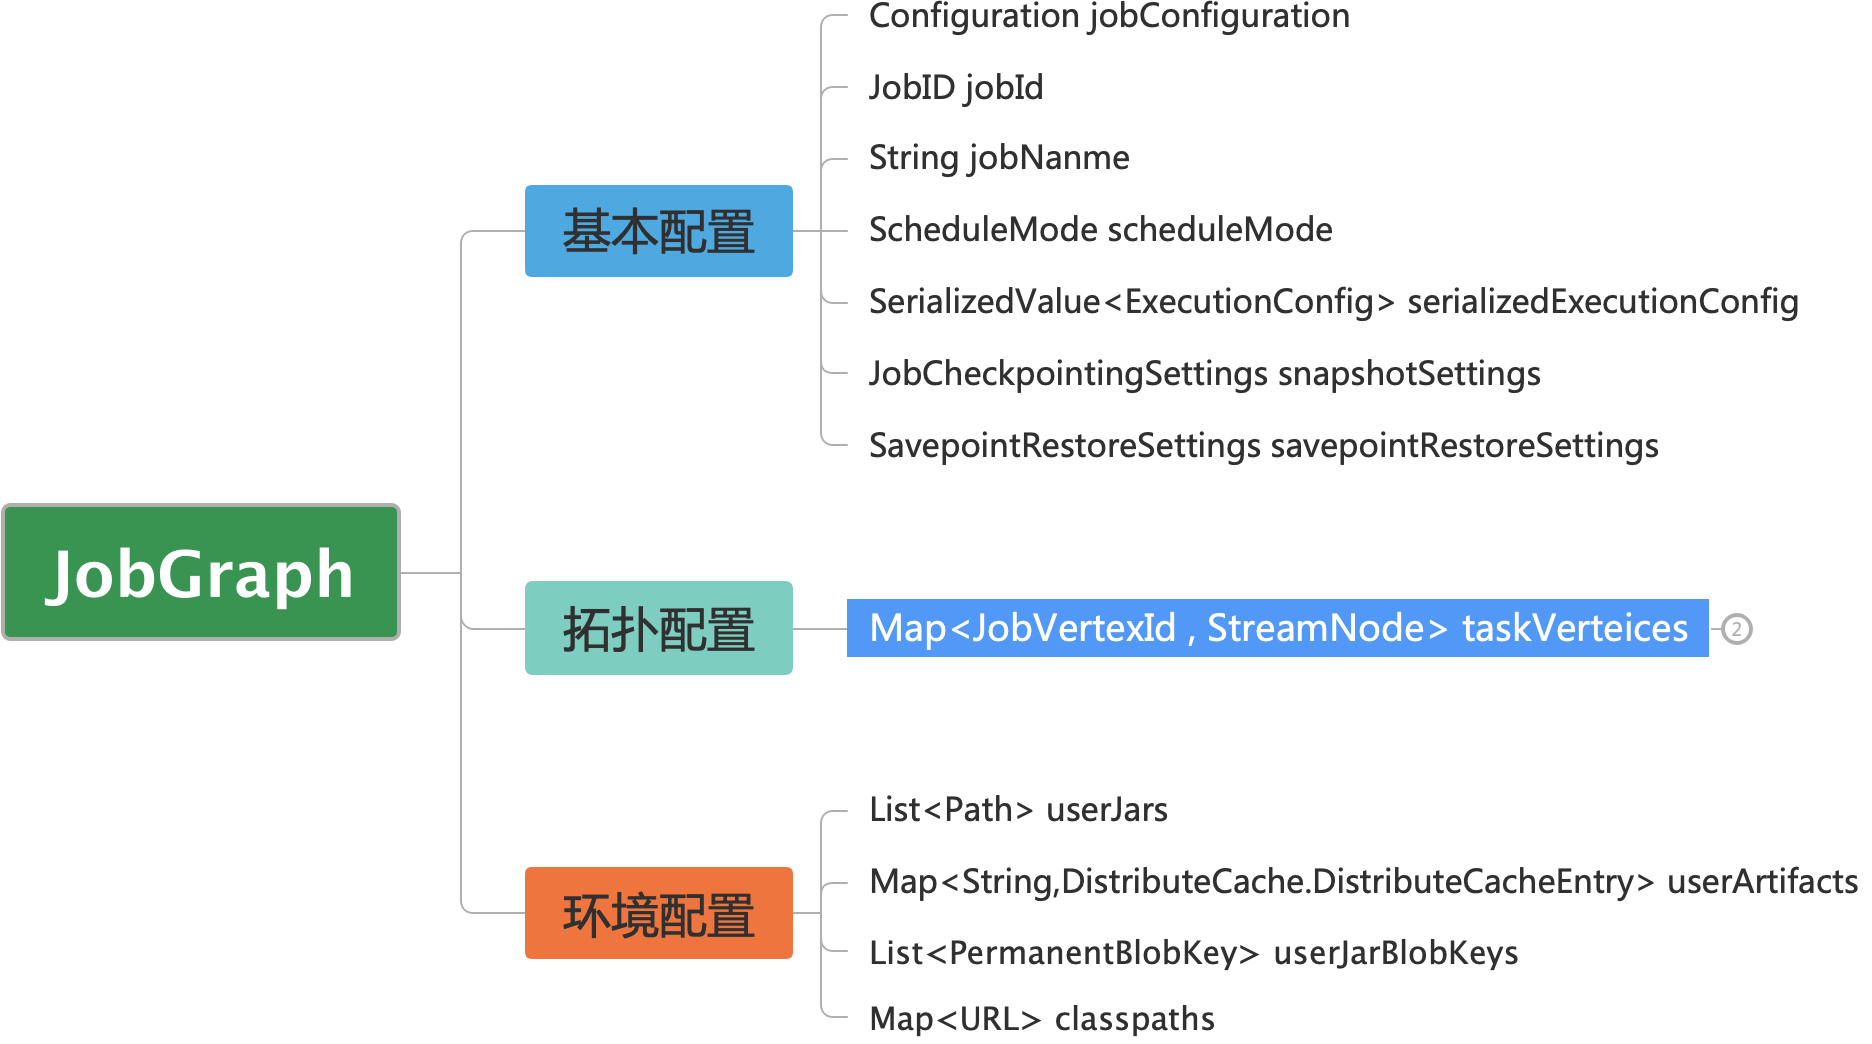 JobGraph
基本配置
Configuration jobConfiguration
JobID jobId
String jobNanme
ScheduleMode scheduleMode
SerializedValue<ExecutionConfig> serializedExecutionConfig
JobCheckpointingSettings snapshotSettings
SavepointRestoreSettings savepointRestoreSettings
拓扑配置
Map<JobVertexId , StreamNode> taskVerteices
2
环境配置
List<Path> userJars
Map<String,DistributeCache.DistributeCacheEntry> userArtifacts
List<PermanentBlobKey> userJarBlobKeys
Map<URL> classpaths